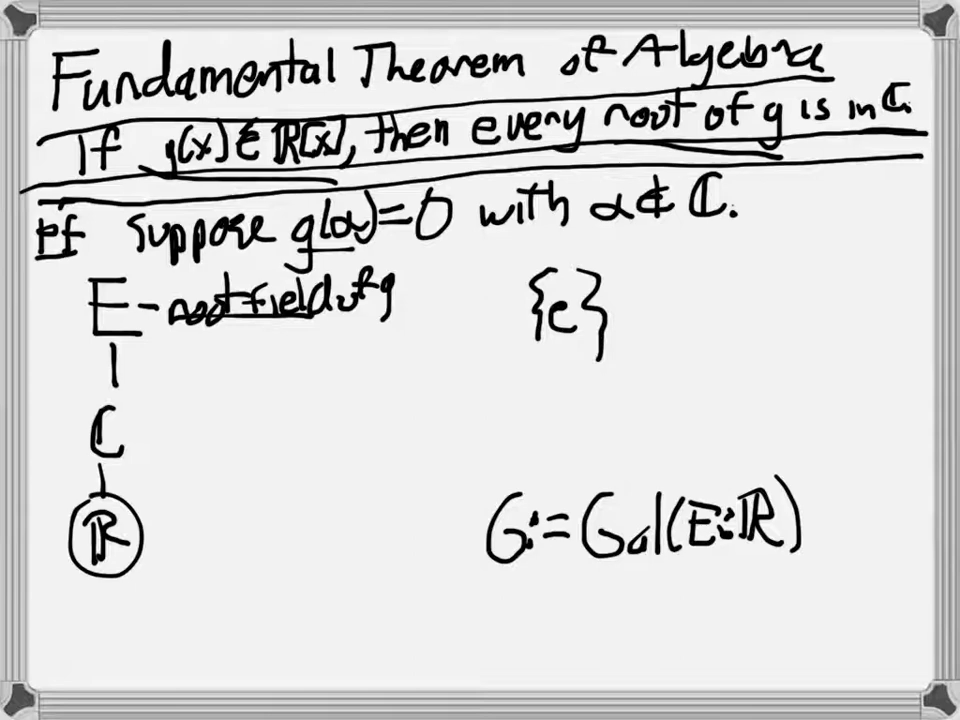 Fundamental Theorem of Algebra
If g(x) ∈ ℝ[x], then every root of g is in ℂ.
Pf Suppose g(α)=0 with α ∉ ℂ.
E - root field of g {e}
ℂ
ℝ G:=Gal(E:ℝ)